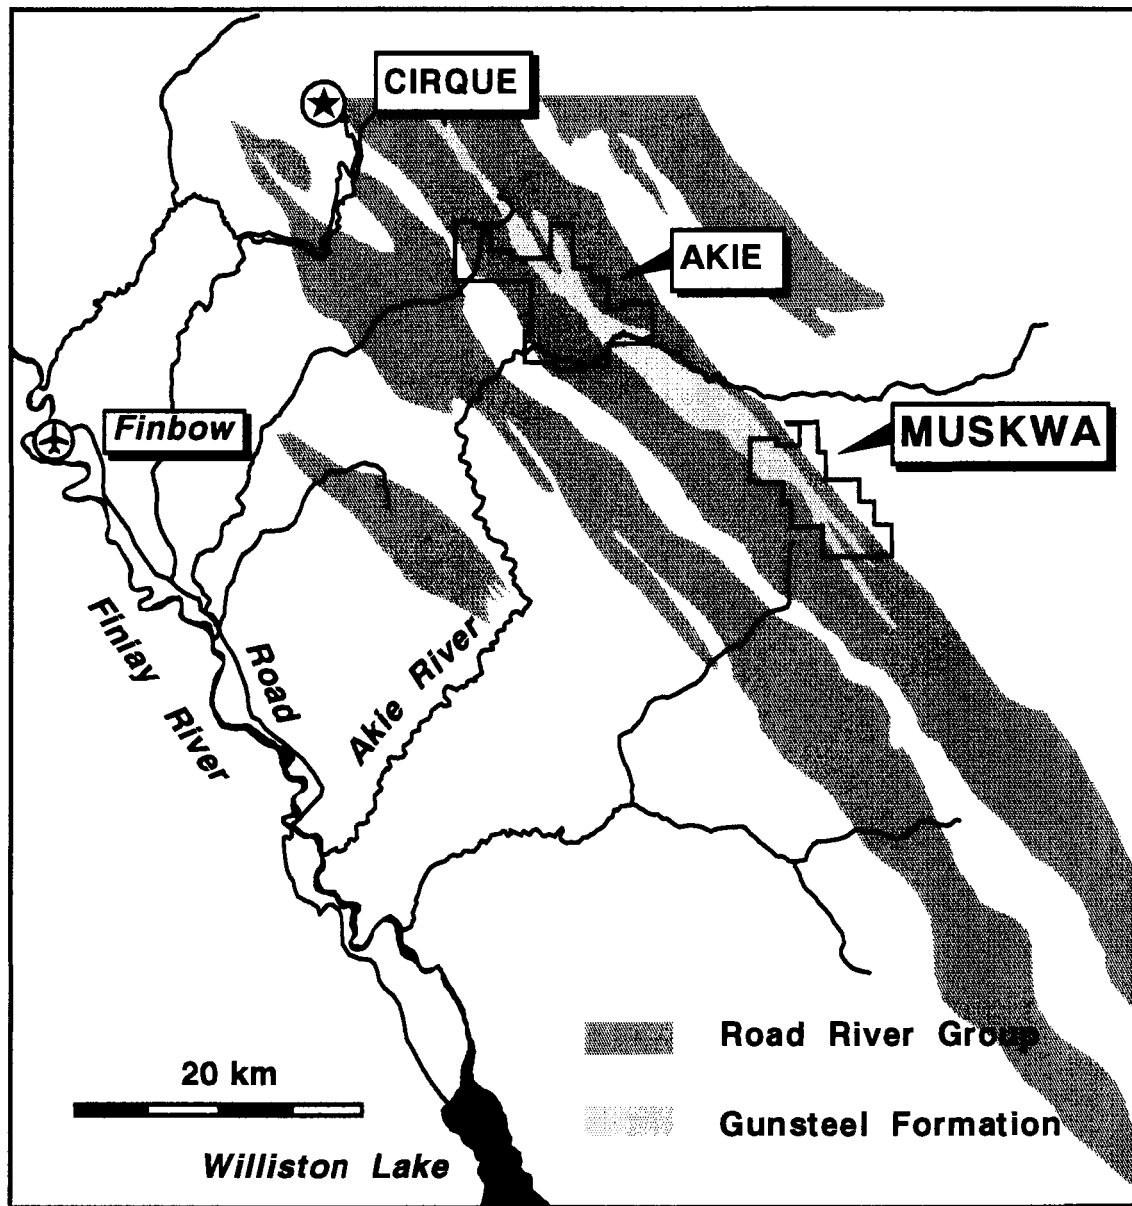 CIRQUE
AKIE
MUSKWA
Finbow
Finlay River
Road
Akie River
Road River Group
20 km
Gunsteel Formation
Williston Lake